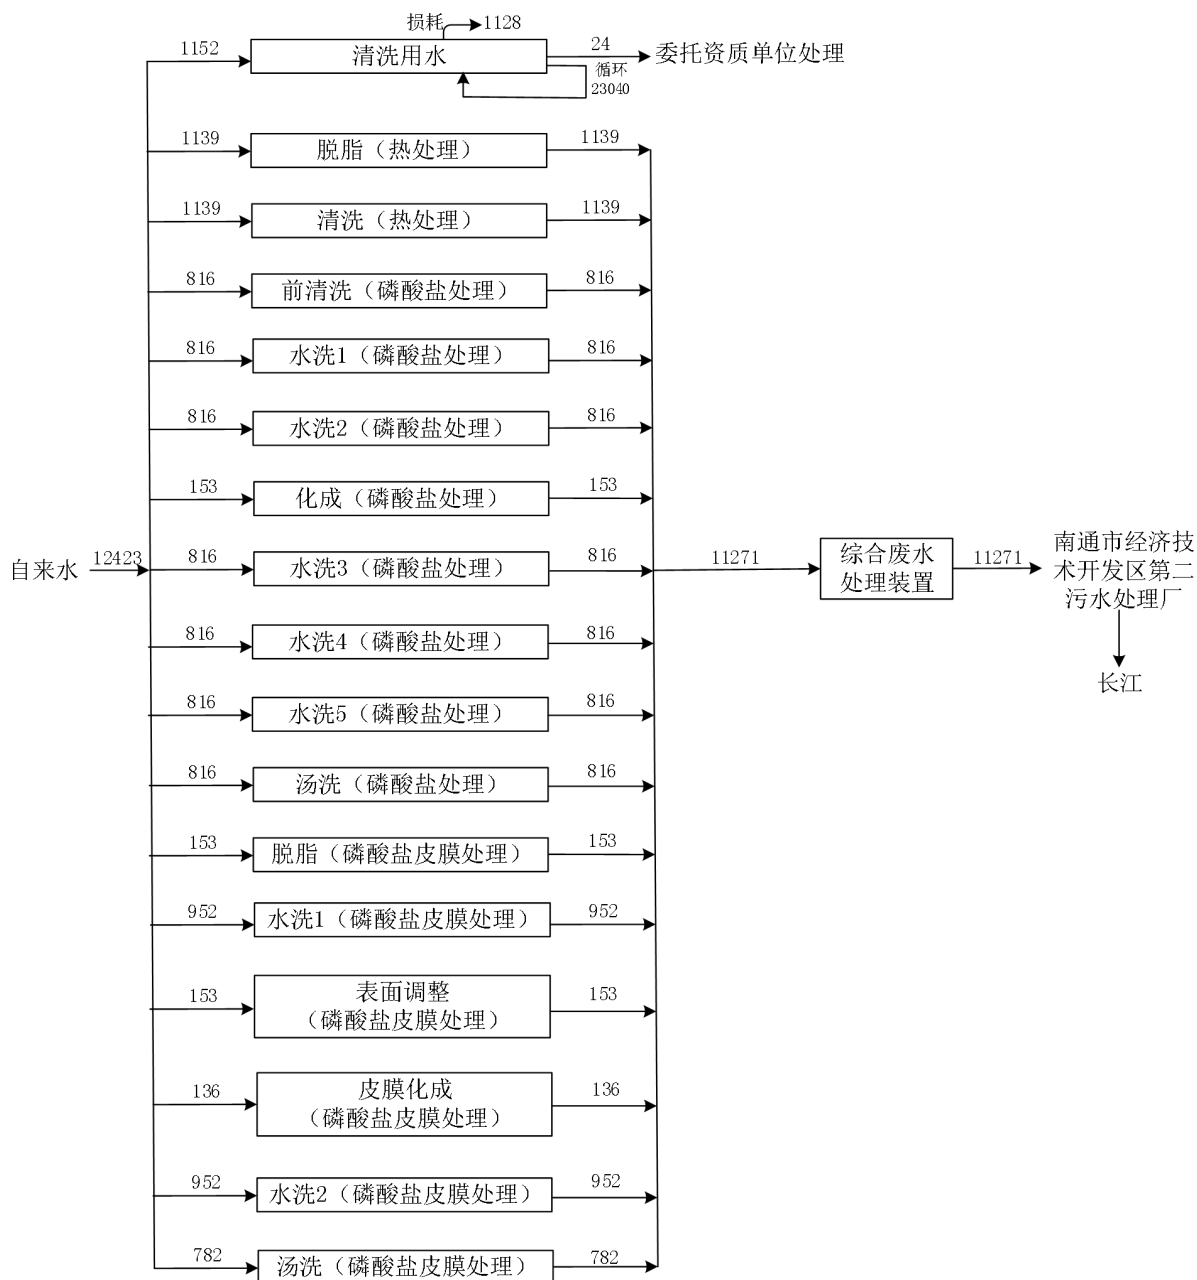 损耗
1128
1152
清洗用水
24
委托资质单位处理
循环
23040
1139
脱脂（热处理）
1139
1139
清洗（热处理）
1139
816
前清洗（磷酸盐处理）
816
816
水洗1（磷酸盐处理）
816
816
水洗2（磷酸盐处理）
816
153
化成（磷酸盐处理）
153
自来水
12423
816
水洗3（磷酸盐处理）
816
11271
综合废水
处理装置
11271
南通市经济技
术开发区第二
污水处理厂
长江
816
水洗4（磷酸盐处理）
816
816
水洗5（磷酸盐处理）
816
816
汤洗（磷酸盐处理）
816
153
脱脂（磷酸盐皮膜处理）
153
952
水洗1（磷酸盐皮膜处理）
952
153
表面调整
（磷酸盐皮膜处理）
153
136
皮膜化成
（磷酸盐皮膜处理）
136
952
水洗2（磷酸盐皮膜处理）
952
782
汤洗（磷酸盐皮膜处理）
782